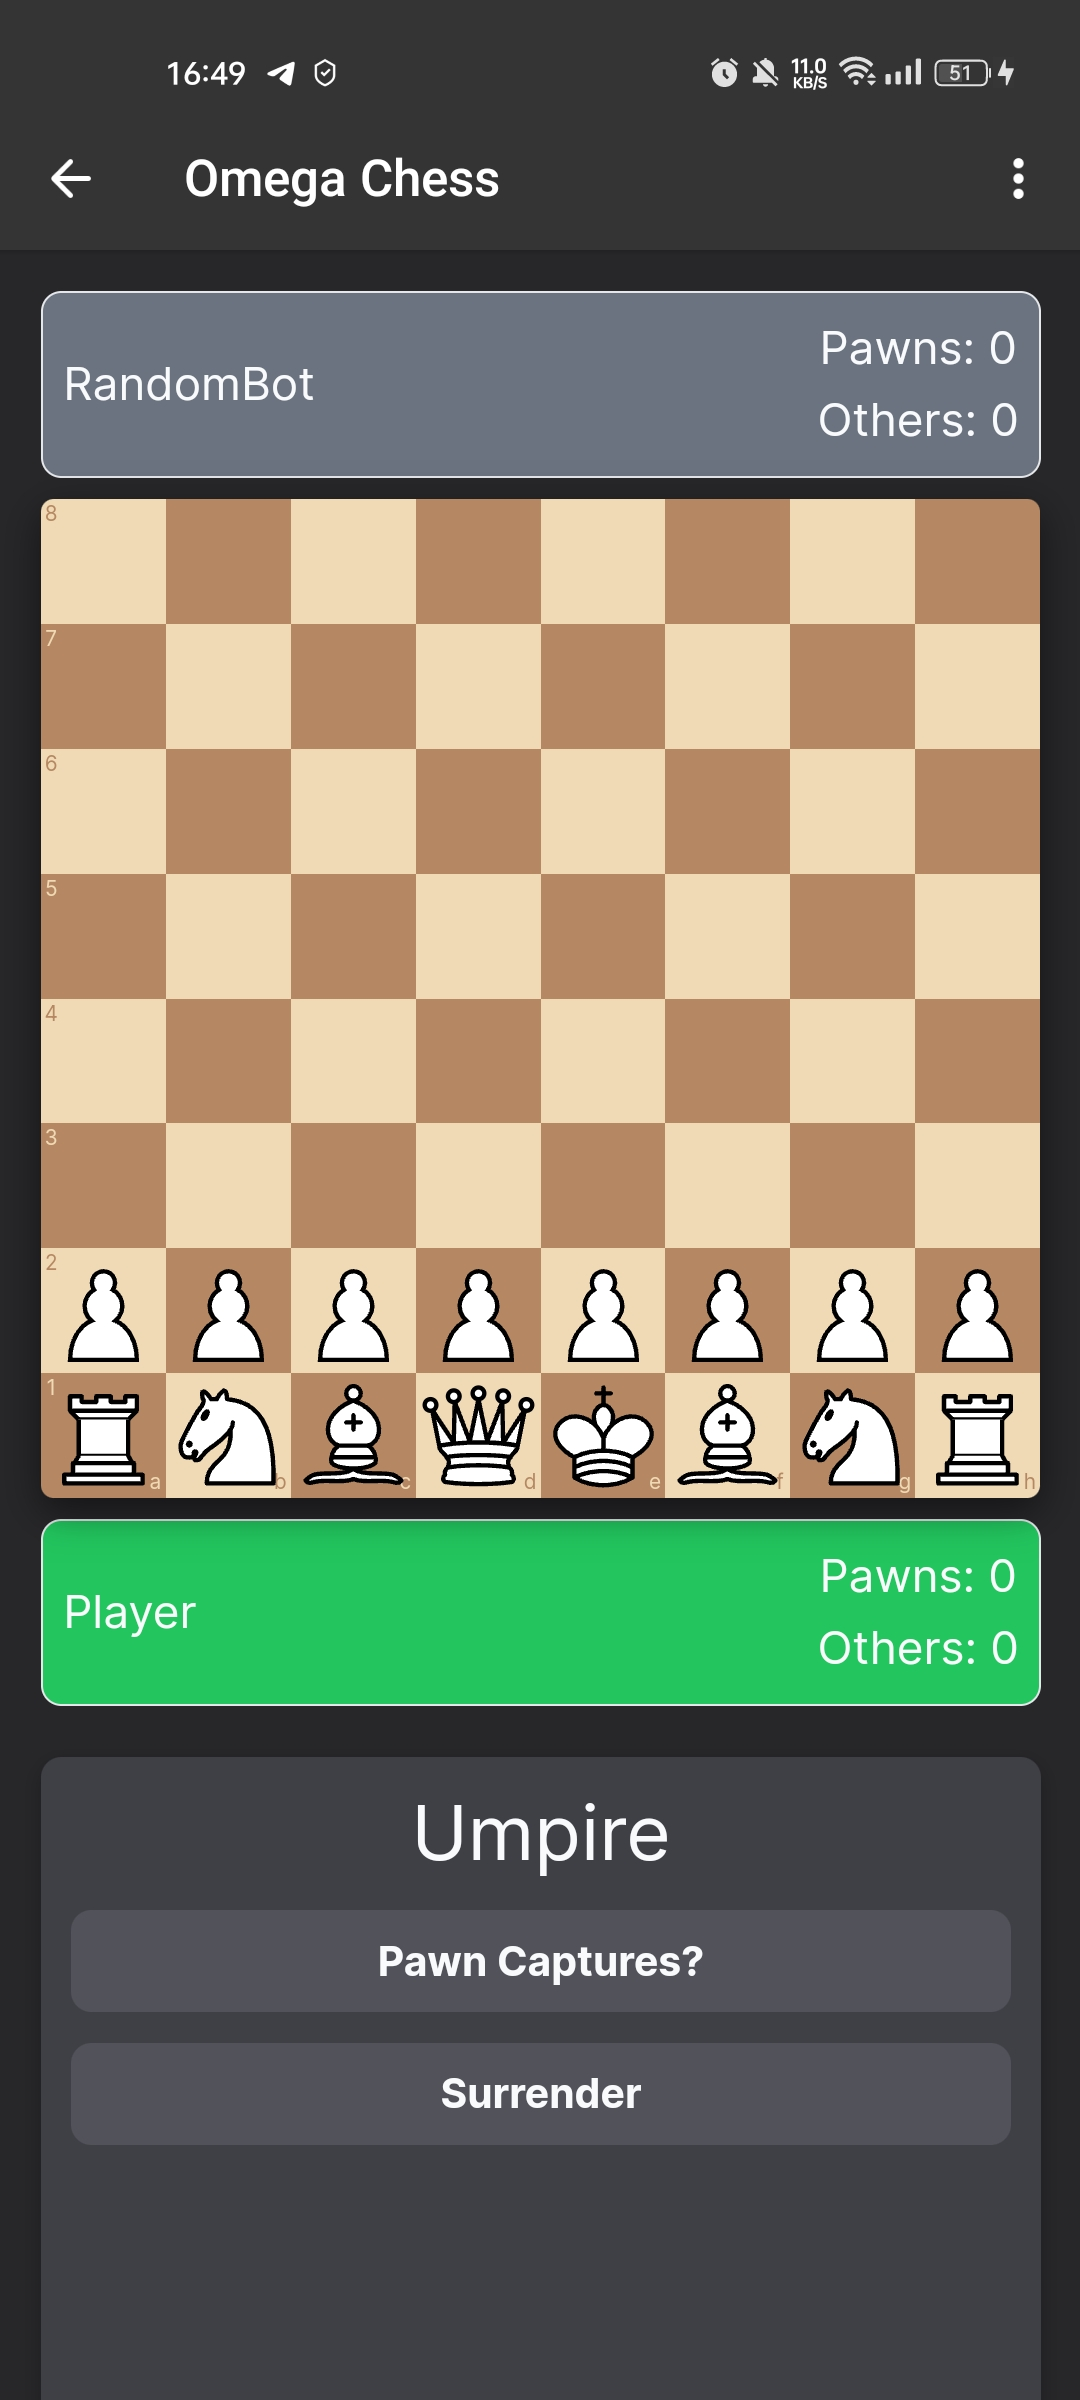 16:49 11.0 KB/S 51
Omega Chess
RandomBot
Pawns: 0
Others: 0
8
7
6
5
4
3
2
1
a b c d e f g h
Player
Pawns: 0
Others: 0
Umpire
Pawn Captures?
Surrender